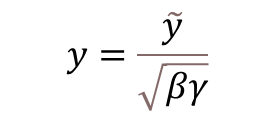 y = ỹ / √(βγ)